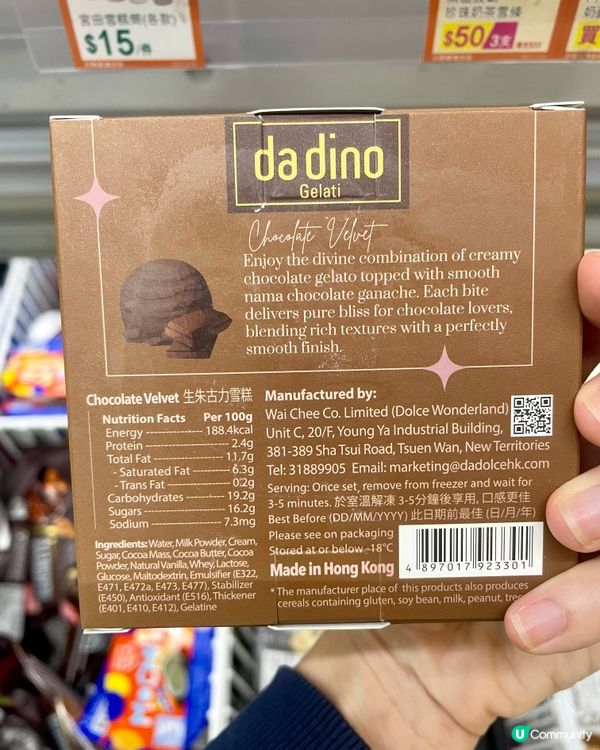 宮田雪糕筒(各款)
$15/件
珍珠奶茶雪條
$50/3支
da dino
Gelati
Chocolate Velvet
Enjoy the divine combination of creamy
chocolate gelato topped with smooth
nama chocolate ganache. Each bite
delivers pure bliss for chocolate lovers,
blending rich textures with a perfectly
smooth finish.
Chocolate Velvet 生朱古力雪糕
Nutrition Facts Per 100g
Energy 188.4kcal
Protein 2.4g
Total Fat 11.7g
- Saturated Fat 6.3g
- Trans Fat 0.2g
Carbohydrates 19.2g
Sugars 16.2g
Sodium 7.3mg
Ingredients: Water, Milk Powder, Cream,
Sugar, Cocoa Mass, Cocoa Butter, Cocoa
Powder, Natural Vanilla, Whey, Lactose,
Glucose, Maltodextrin, Emulsifier (E322,
E471, E472a, E473, E477), Stabilizer
(E450), Antioxidant (E516), Thickener
(E401, E410, E412), Gelatine
Manufactured by:
Wai Chee Co. Limited (Dolce Wonderland)
Unit C, 20/F, Young Ya Industrial Building,
381-389 Sha Tsui Road, Tsuen Wan, New Territories
Tel: 31889905 Email: marketing@dadolcehk.com
Serving: Once set, remove from freezer and wait for
3-5 minutes. 於室溫解凍 3-5分鐘後享用, 口感更佳
Best Before (DD/MM/YYYY) 此日期前最佳 (日/月/年)
Please see on packaging
Stored at or below -18°C
Made in Hong Kong
4 897017 923301
* The manufacturer place of this products also produces
cereals containing gluten, soy bean, milk, peanut,
U Community